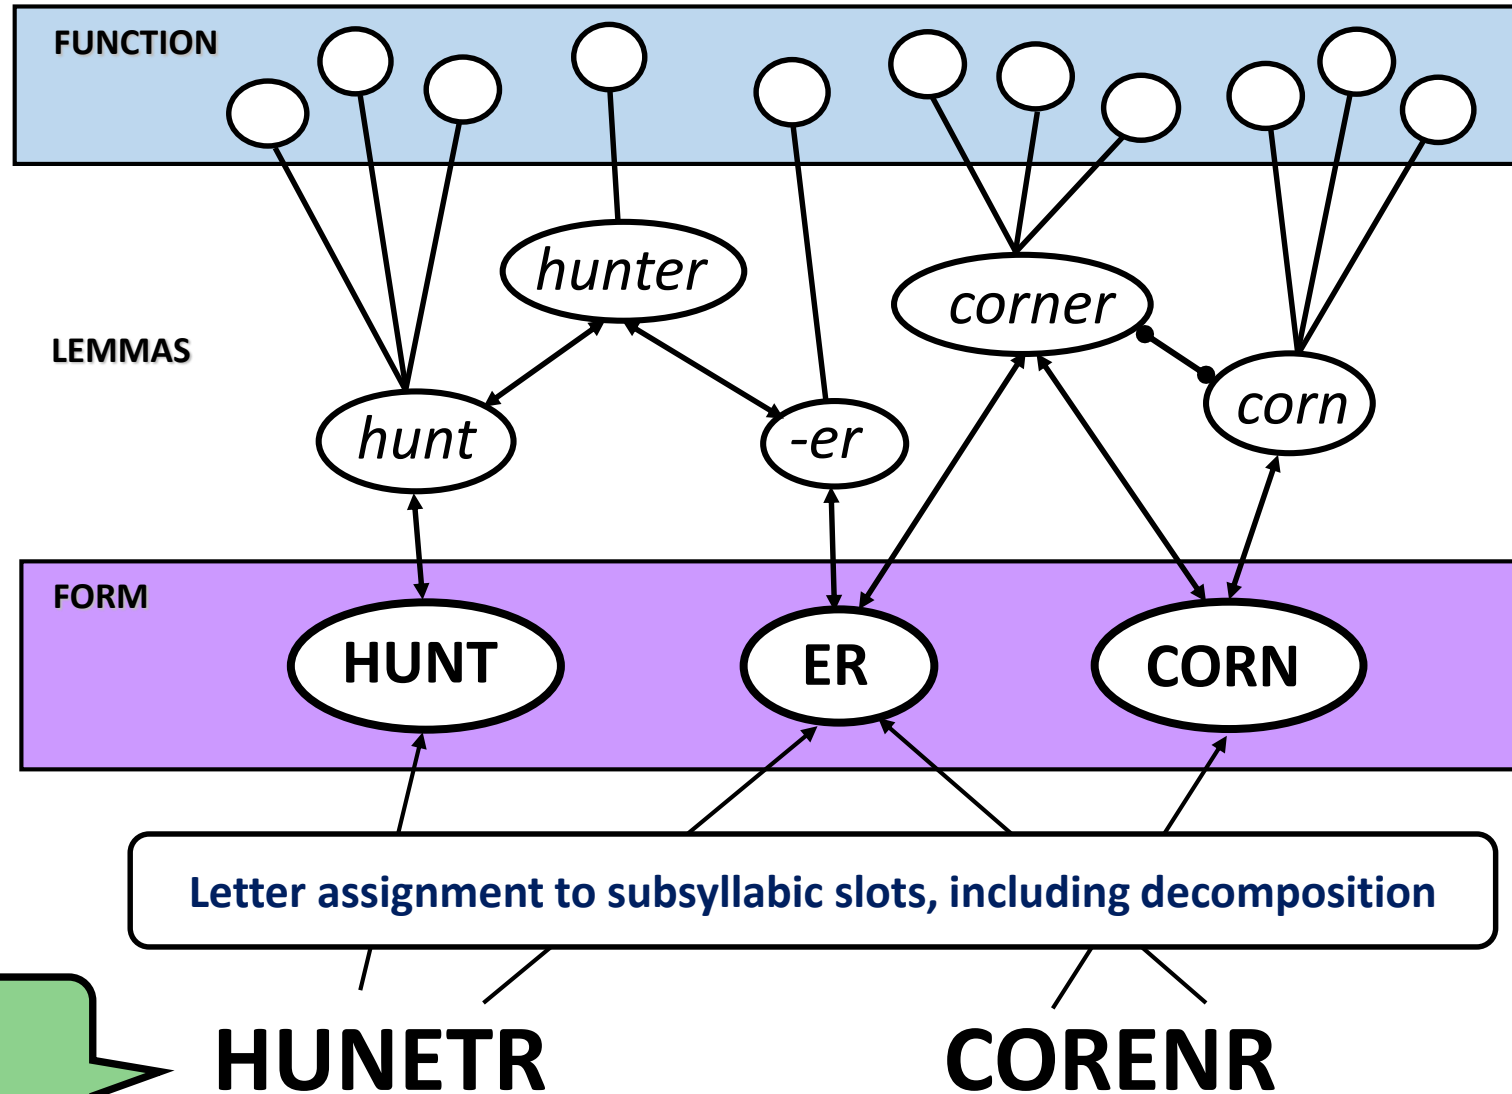 FUNCTION
hunter
corner
LEMMAS
hunt
-er
corn
FORM
HUNT
ER
CORN
Letter assignment to subsyllabic slots, including decomposition
HUNETR
CORENR